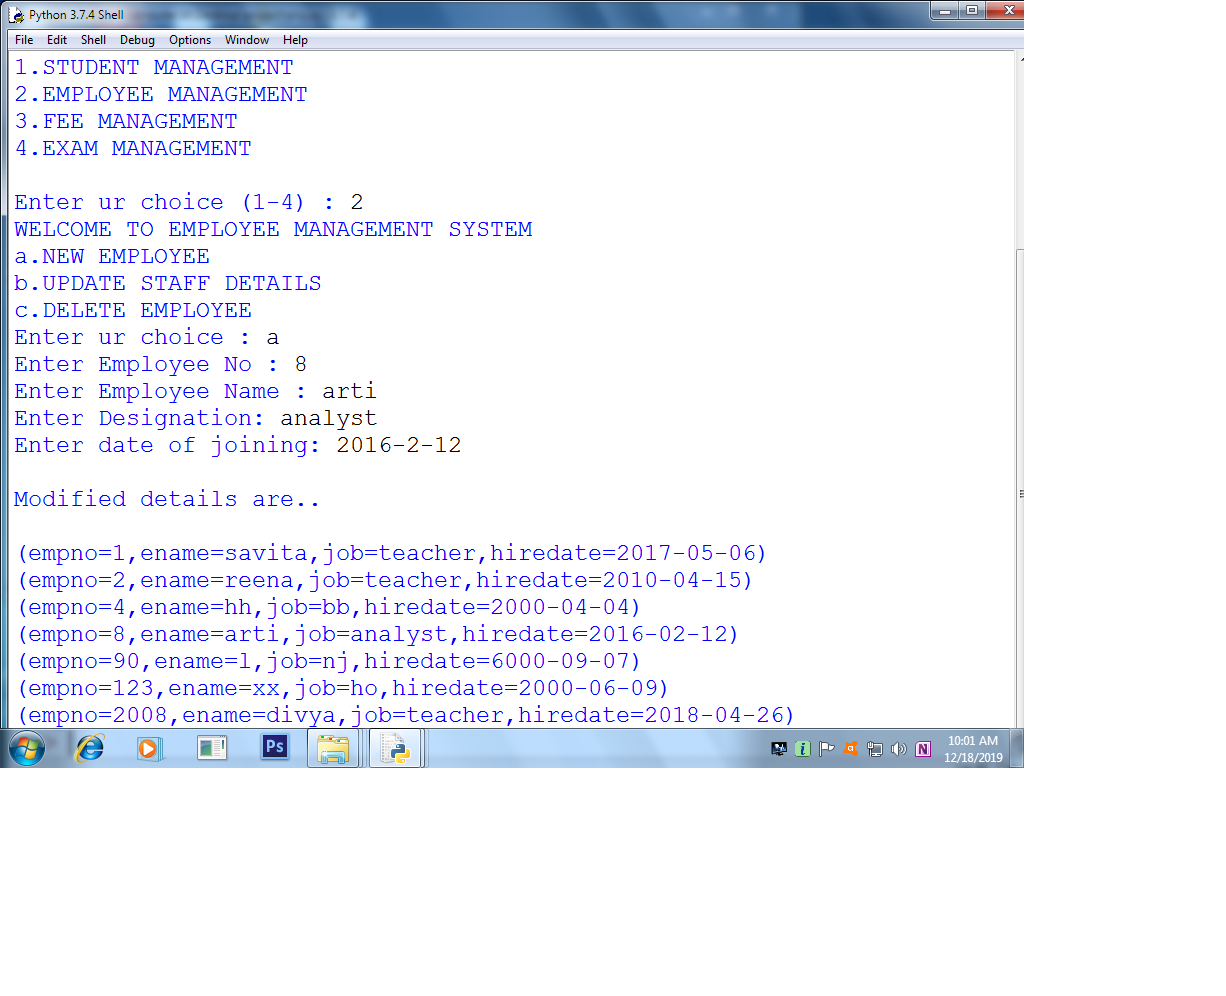 Python 3.7.4 Shell
File Edit Shell Debug Options Window Help
1.STUDENT MANAGEMENT
2.EMPLOYEE MANAGEMENT
3.FEE MANAGEMENT
4.EXAM MANAGEMENT
Enter ur choice (1-4) : 2
WELCOME TO EMPLOYEE MANAGEMENT SYSTEM
a.NEW EMPLOYEE
b.UPDATE STAFF DETAILS
c.DELETE EMPLOYEE
Enter ur choice : a
Enter Employee No : 8
Enter Employee Name : arti
Enter Designation: analyst
Enter date of joining: 2016-2-12
Modified details are..
(empno=1,ename=savita,job=teacher,hiredate=2017-05-06)
(empno=2,ename=reena,job=teacher,hiredate=2010-04-15)
(empno=4,ename=hh,job=bb,hiredate=2000-04-04)
(empno=8,ename=arti,job=analyst,hiredate=2016-02-12)
(empno=90,ename=l,job=nj,hiredate=6000-09-07)
(empno=123,ename=xx,job=ho,hiredate=2000-06-09)
(empno=2008,ename=divya,job=teacher,hiredate=2018-04-26)
Ps
N
10:01 AM
12/18/2019